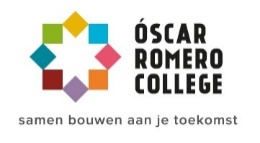 ÓSCAR
ROMERO
COLLEGE
samen bouwen aan je toekomst